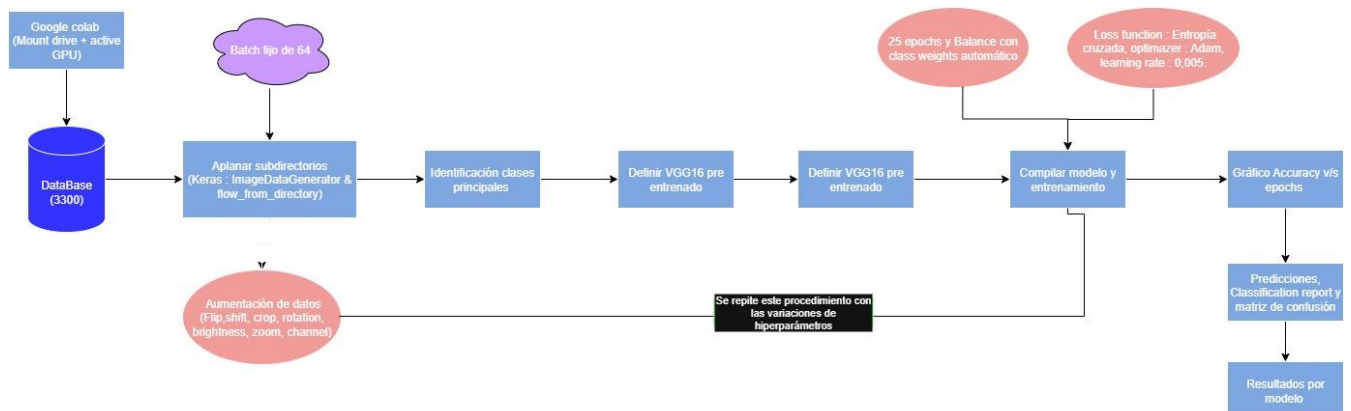 Google colab
(Mount drive + active
GPU)
Batch fijo de 64
25 epochs y Balance con
class weights automático
Loss function : Entropía
cruzada, optimazer : Adam,
learning rate : 0,005.
DataBase
(3300)
Aplanar subdirectorios
(Keras : ImageDataGenerator &
flow_from_directory)
Identificación clases
principales
Definir VGG16 pre
entrenado
Definir VGG16 pre
entrenado
Compilar modelo y
entrenamiento
Gráfico Accuracy v/s
epochs
Aumentación de datos
(Flip,shift, crop, rotation,
brightness, zoom, channel)
Se repite este procedimiento con
las variaciones de
hiperparámetros
Predicciones,
Classification report y
matriz de confusión
Resultados por
modelo